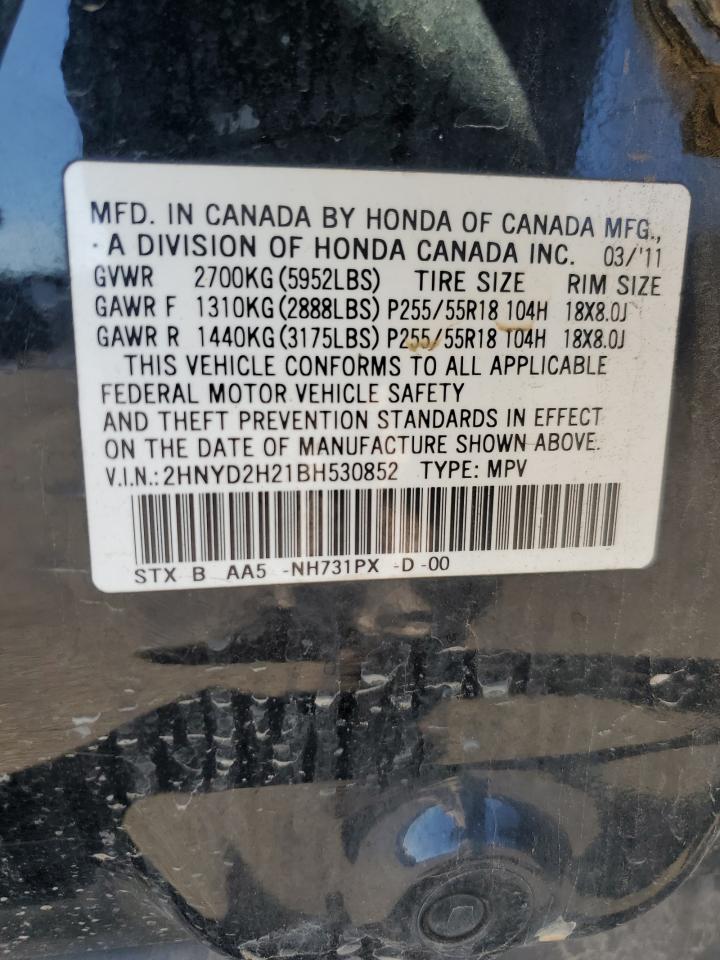 MFD. IN CANADA BY HONDA OF CANADA MFG.,
A DIVISION OF HONDA CANADA INC. 03/'11
GVWR 2700KG(5952LBS) TIRE SIZE RIM SIZE
GAWR F 1310KG(2888LBS) P255/55R18 104H 18X8.0J
GAWR R 1440KG(3175LBS) P255/55R18 104H 18X8.0J
THIS VEHICLE CONFORMS TO ALL APPLICABLE
FEDERAL MOTOR VEHICLE SAFETY
AND THEFT PREVENTION STANDARDS IN EFFECT
ON THE DATE OF MANUFACTURE SHOWN ABOVE.
V.I.N.:2HNYD2H21BH530852 TYPE: MPV
STX B AA5 -NH731PX -D -00